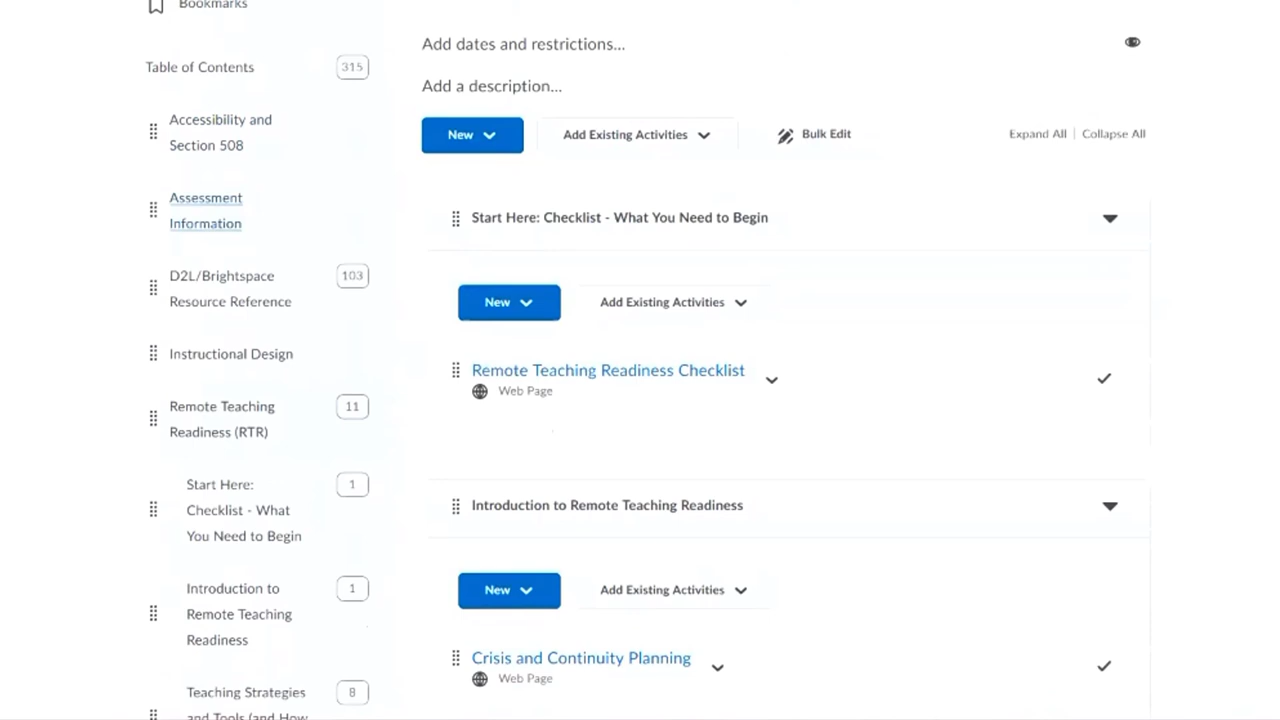 Bookmarks
Table of Contents 315
Accessibility and
Section 508
Assessment
Information
D2L/Brightspace 103
Resource Reference
Instructional Design
Remote Teaching 11
Readiness (RTR)
Start Here: 1
Checklist - What
You Need to Begin
Introduction to 1
Remote Teaching
Readiness
Teaching Strategies 8
and Tools (and How
Add dates and restrictions...
Add a description...
New Add Existing Activities Bulk Edit Expand All | Collapse All
Start Here: Checklist - What You Need to Begin
New Add Existing Activities
Remote Teaching Readiness Checklist
Web Page
Introduction to Remote Teaching Readiness
New Add Existing Activities
Crisis and Continuity Planning
Web Page